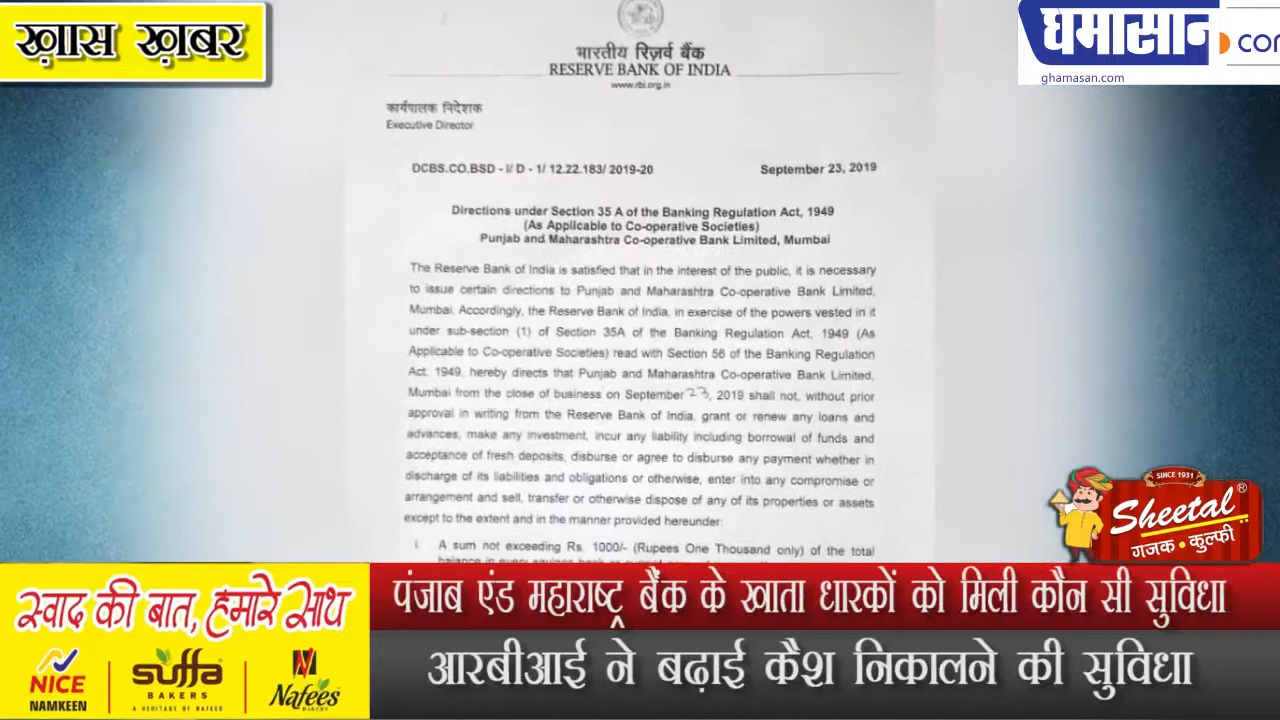 ख़ास ख़बर
घमासान
.com
ghamasan.com
भारतीय रिज़र्व बैंक
RESERVE BANK OF INDIA
www.rbi.org.in
कार्यपालक निदेशक
Executive Director
DCBS.CO.BSD - I/ D - 1/ 12.22.183/ 2019-20
September 23, 2019
Directions under Section 35 A of the Banking Regulation Act, 1949
(As Applicable to Co-operative Societies)
Punjab and Maharashtra Co-operative Bank Limited, Mumbai
The Reserve Bank of India is satisfied that in the interest of the public, it is necessary
to issue certain directions to Punjab and Maharashtra Co-operative Bank Limited,
Mumbai. Accordingly, the Reserve Bank of India, in exercise of the powers vested in it
under sub-section (1) of Section 35A of the Banking Regulation Act, 1949 (As
Applicable to Co-operative Societies) read with Section 56 of the Banking Regulation
Act, 1949, hereby directs that Punjab and Maharashtra Co-operative Bank Limited,
Mumbai from the close of business on September 23, 2019 shall not, without prior
approval in writing from the Reserve Bank of India, grant or renew any loans and
advances, make any investment, incur any liability including borrowal of funds and
acceptance of fresh deposits, disburse or agree to disburse any payment whether in
discharge of its liabilities and obligations or otherwise, enter into any compromise or
arrangement and sell, transfer or otherwise dispose of any of its properties or assets
except to the extent and in the manner provided hereunder:
i. A sum not exceeding Rs. 1000/- (Rupees One Thousand only) of the total
balance in every savings bank or current
SINCE 1931
Sheetal®
गजक • कुल्फी
स्वाद की बात, हमारे साथ
NICE
NAMKEEN
Suffa
BAKERS
A HERITAGE OF NAFEES
Nafees
BAKERS
पंजाब एंड महाराष्ट्र बैंक के खाता धारकों को मिली कौन सी सुविधा
आरबीआई ने बढ़ाई कैश निकालने की सुविधा